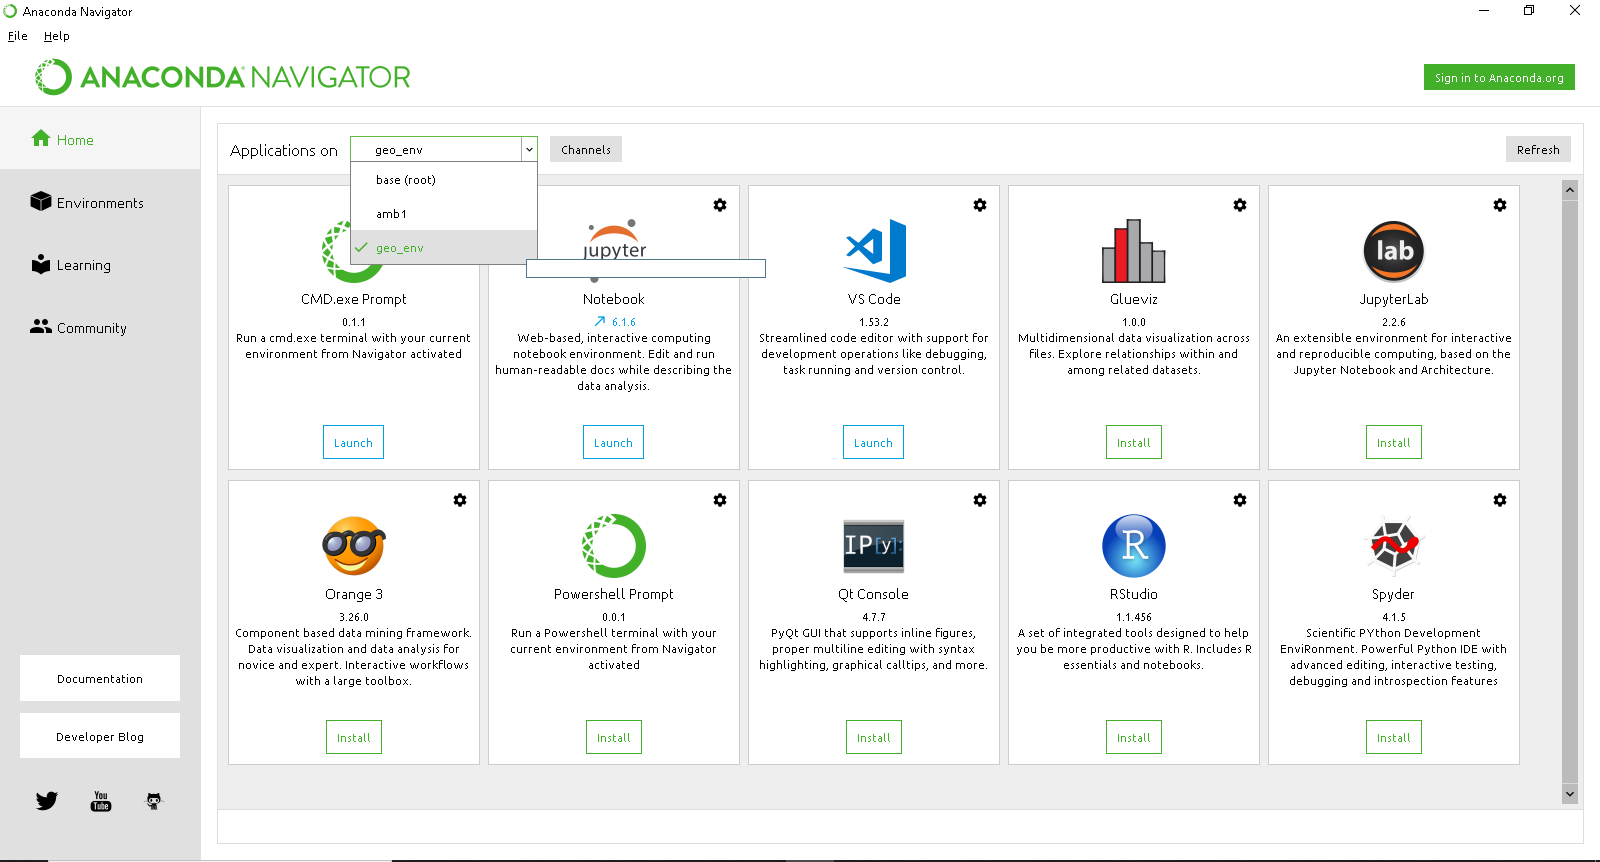 Anaconda Navigator
File Help
ANACONDA NAVIGATOR
Sign in to Anaconda.org
Home
Environments
Learning
Community
Documentation
Developer Blog
You
Tube
Applications on
geo_env
Channels
Refresh
base (root)
amb1
geo_env
CMD.exe Prompt
0.1.1
Run a cmd.exe terminal with your current
environment from Navigator activated
Launch
jupyter
Notebook
6.1.6
Web-based, interactive computing
notebook environment. Edit and run
human-readable docs while describing the
data analysis.
Launch
VS Code
1.53.2
Streamlined code editor with support for
development operations like debugging,
task running and version control.
Launch
Glueviz
1.0.0
Multidimensional data visualization across
files. Explore relationships within and
among related datasets.
Install
lab
JupyterLab
2.2.6
An extensible environment for interactive
and reproducible computing, based on the
Jupyter Notebook and Architecture.
Install
Orange 3
3.26.0
Component based data mining framework.
Data visualization and data analysis for
novice and expert. Interactive workflows
with a large toolbox.
Install
Powershell Prompt
0.0.1
Run a Powershell terminal with your
current environment from Navigator
activated
Install
IP[y]:
Qt Console
4.7.7
PyQt GUI that supports inline figures,
proper multiline editing with syntax
highlighting, graphical calltips, and more.
Install
R
RStudio
1.1.456
A set of integrated tools designed to help
you be more productive with R. Includes R
essentials and notebooks.
Install
Spyder
4.1.5
Scientific PYthon Development
EnviRonment. Powerful Python IDE with
advanced editing, interactive testing,
debugging and introspection features
Install